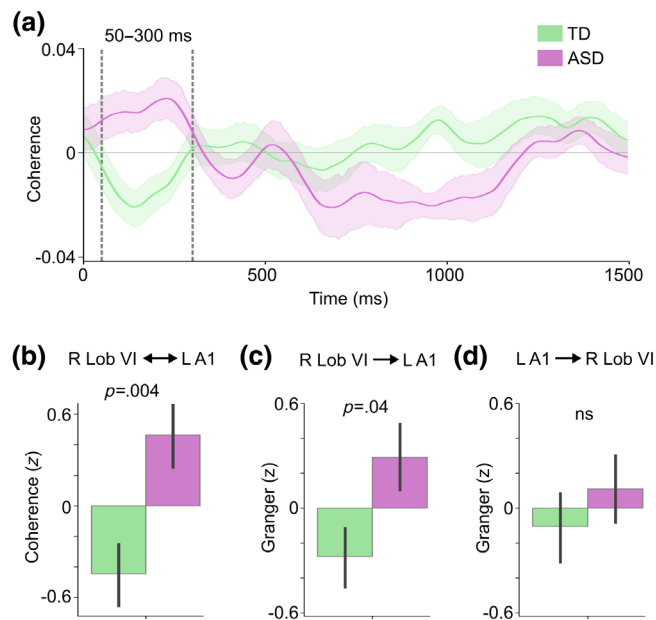 (a)
50–300 ms
TD
ASD
0.04
0
-0.04
Coherence
0
500
1000
1500
Time (ms)
(b)
R Lob VI ↔ L A1
p=.004
0.6
0
-0.6
Coherence (z)
(c)
R Lob VI → L A1
p=.04
0.6
0
-0.6
Granger (z)
(d)
L A1 → R Lob VI
ns
0.6
0
-0.6
Granger (z)